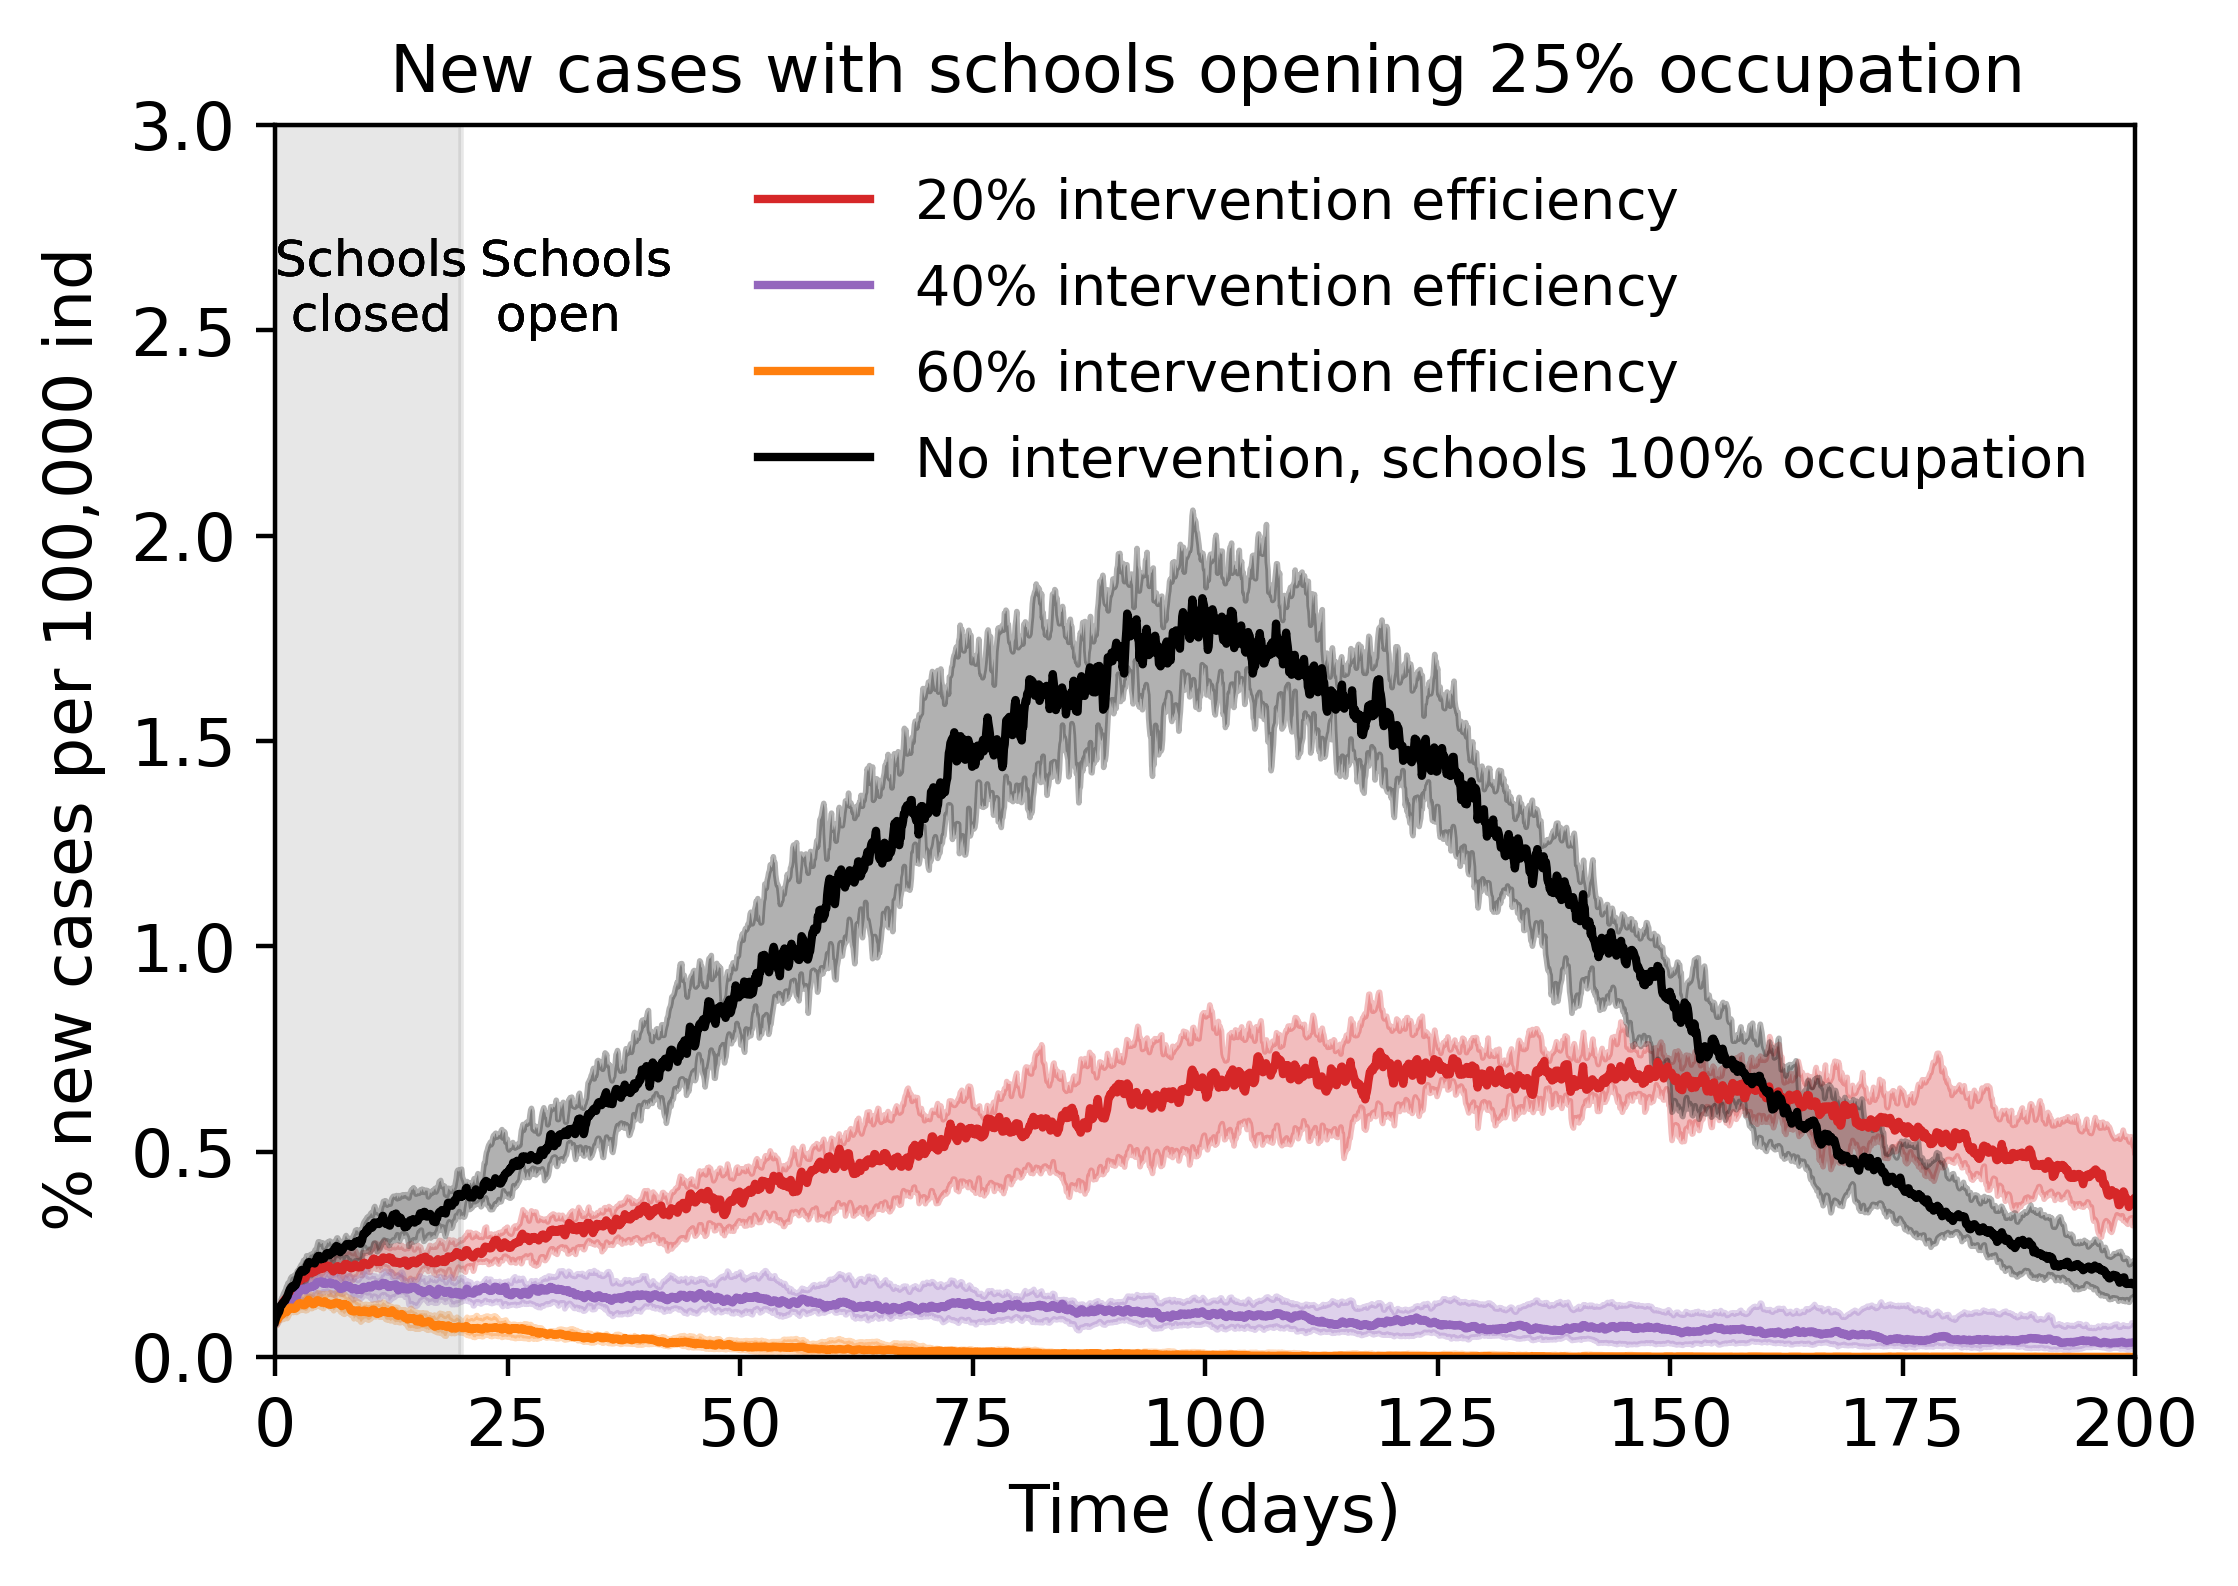 New cases with schools opening 25% occupation
3.0
2.5
2.0
1.5
1.0
0.5
0.0
% new cases per 100,000 ind
Schools
closed
Schools
open
20% intervention efficiency
40% intervention efficiency
60% intervention efficiency
No intervention, schools 100% occupation
0 25 50 75 100 125 150 175 200
Time (days)